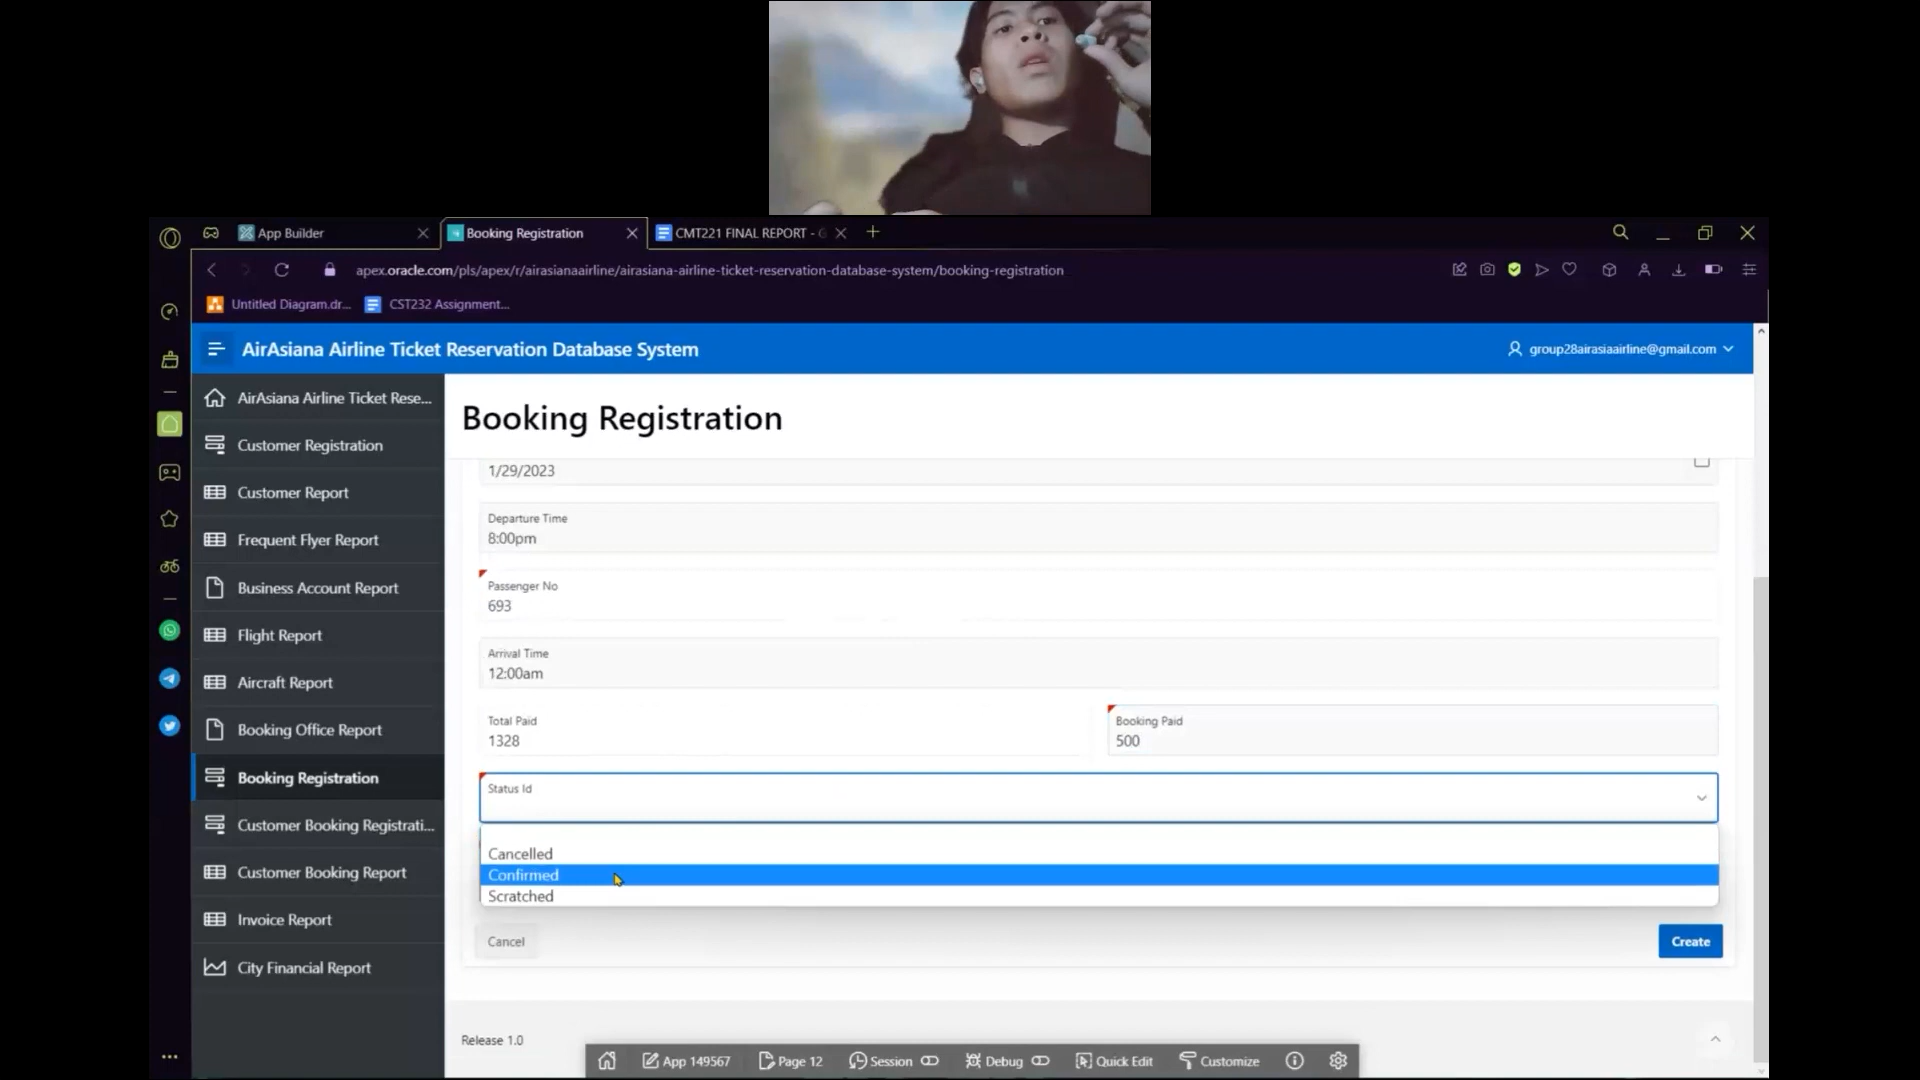 App Builder
Booking Registration
CMT221 FINAL REPORT - G
apex.oracle.com/pls/apex/r/airasianaairline/airasiana-airline-ticket-reservation-database-system/booking-registration
Untitled Diagram.dr...
CST232 Assignment...
AirAsiana Airline Ticket Reservation Database System
group28airasiaairline@gmail.com
AirAsiana Airline Ticket Rese...
Customer Registration
Customer Report
Frequent Flyer Report
Business Account Report
Flight Report
Aircraft Report
Booking Office Report
Booking Registration
Customer Booking Registrati...
Customer Booking Report
Invoice Report
City Financial Report
Booking Registration
1/29/2023
Departure Time
8:00pm
Passenger No
693
Arrival Time
12:00am
Total Paid
1328
Booking Paid
500
Status Id
Cancelled
Confirmed
Scratched
Cancel
Create
Release 1.0
App 149567
Page 12
Session
Debug
Quick Edit
Customize